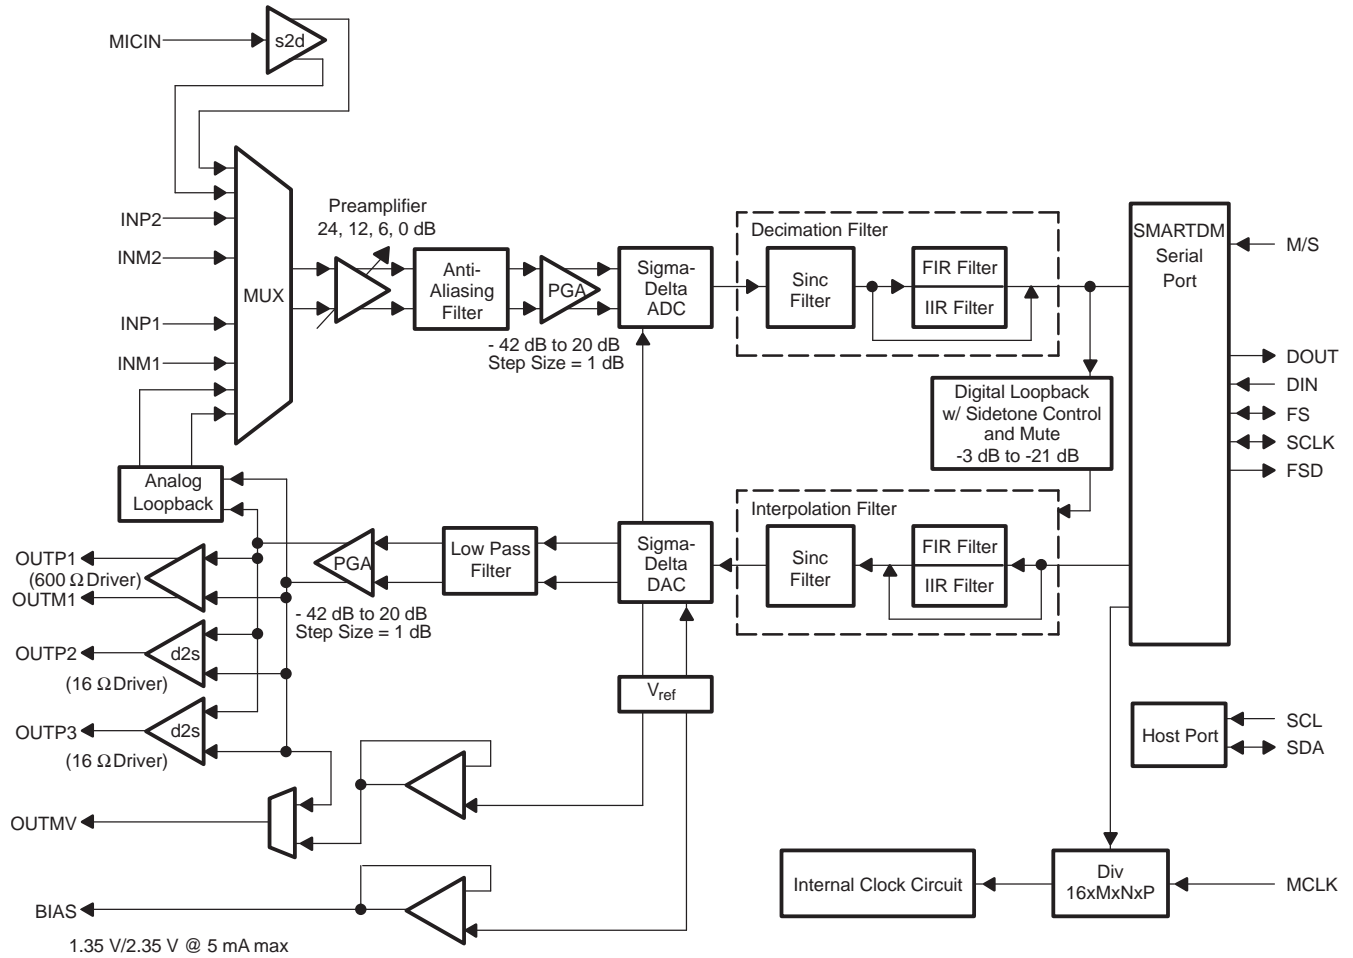 MICIN
s2d
INP2
INM2
INP1
INM1
MUX
Preamplifier
24, 12, 6, 0 dB
Anti-
Aliasing
Filter
PGA
- 42 dB to 20 dB
Step Size = 1 dB
Sigma-
Delta
ADC
Decimation Filter
Sinc
Filter
FIR Filter
IIR Filter
SMARTDM
Serial
Port
M/S
DOUT
DIN
FS
SCLK
FSD
Digital Loopback
w/ Sidetone Control
and Mute
-3 dB to -21 dB
Analog
Loopback
OUTP1
(600 Ω Driver)
OUTM1
PGA
- 42 dB to 20 dB
Step Size = 1 dB
Low Pass
Filter
Sigma-
Delta
DAC
Interpolation Filter
Sinc
Filter
FIR Filter
IIR Filter
OUTP2
d2s
(16 Ω Driver)
OUTP3
d2s
(16 Ω Driver)
Vref
Host Port
SCL
SDA
OUTMV
BIAS
1.35 V/2.35 V @ 5 mA max
Internal Clock Circuit
Div
16xMxNxP
MCLK